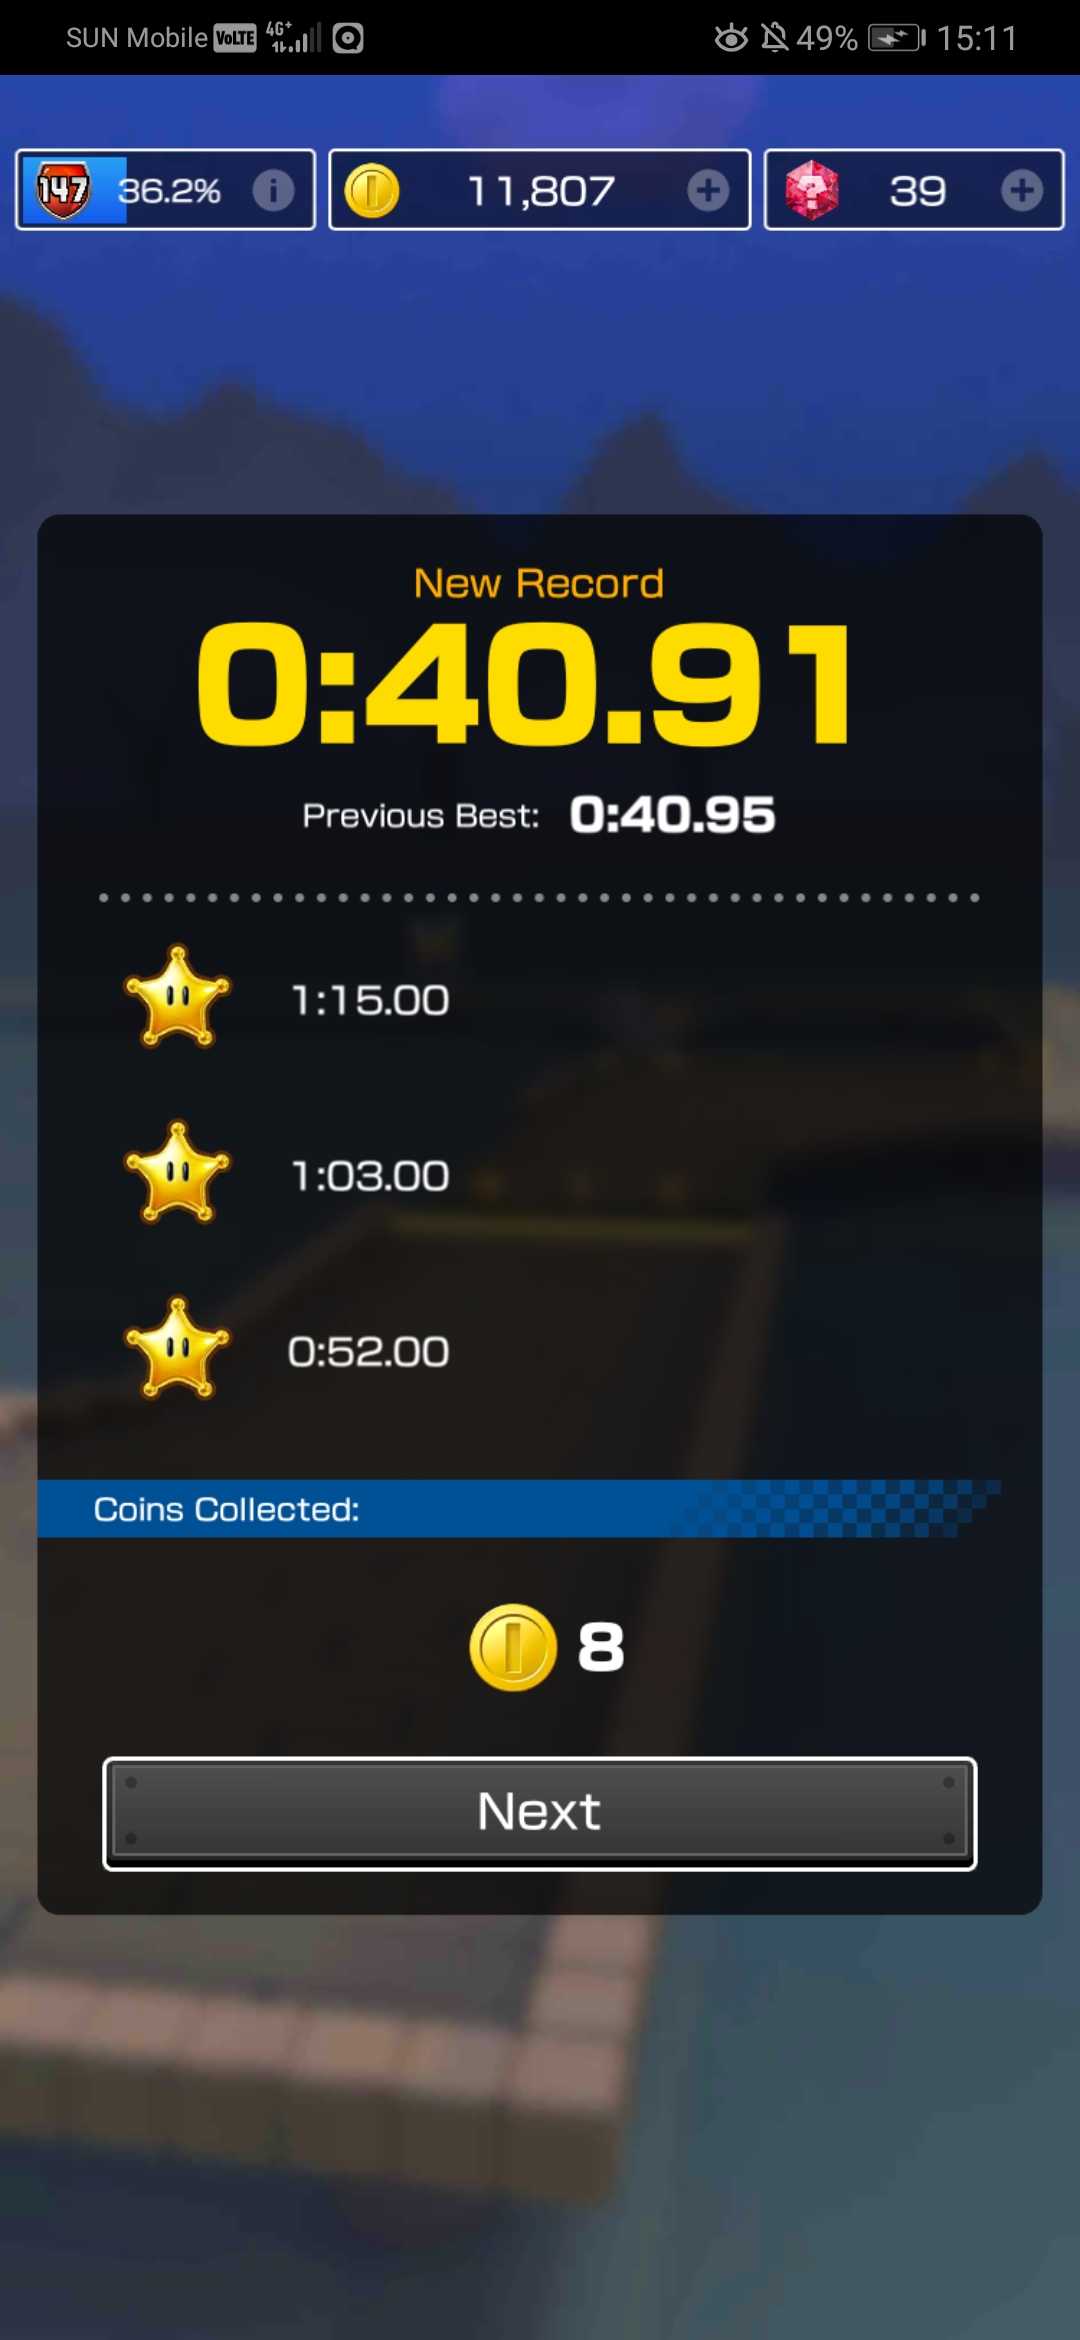 SUN Mobile VoLTE 4G+ 49% 15:11
147 36.2% i 11,807 + 39 +
New Record
0:40.91
Previous Best: 0:40.95
1:15.00
1:03.00
0:52.00
Coins Collected:
8
Next